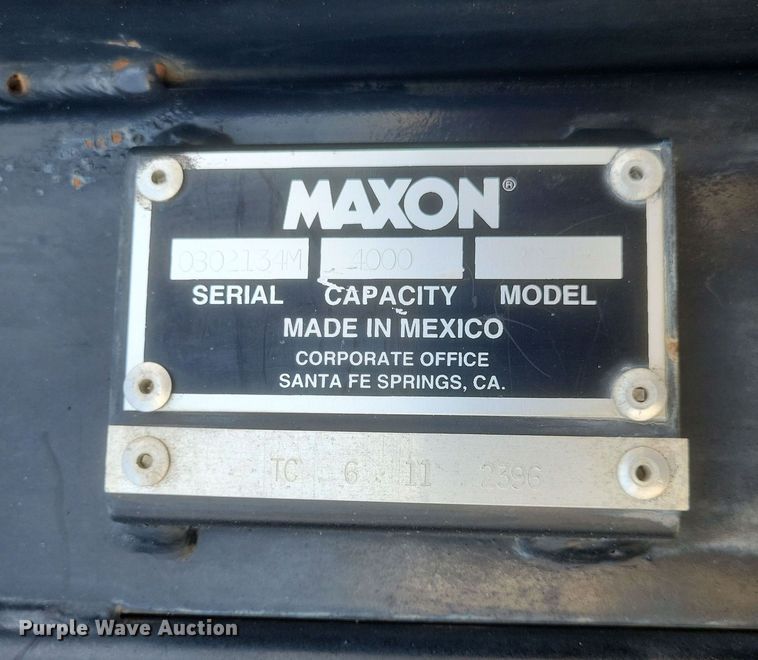 MAXON®
0302134M 4000
SERIAL CAPACITY MODEL
MADE IN MEXICO
CORPORATE OFFICE
SANTA FE SPRINGS, CA.
TC 6 11 2396
Purple Wave Auction